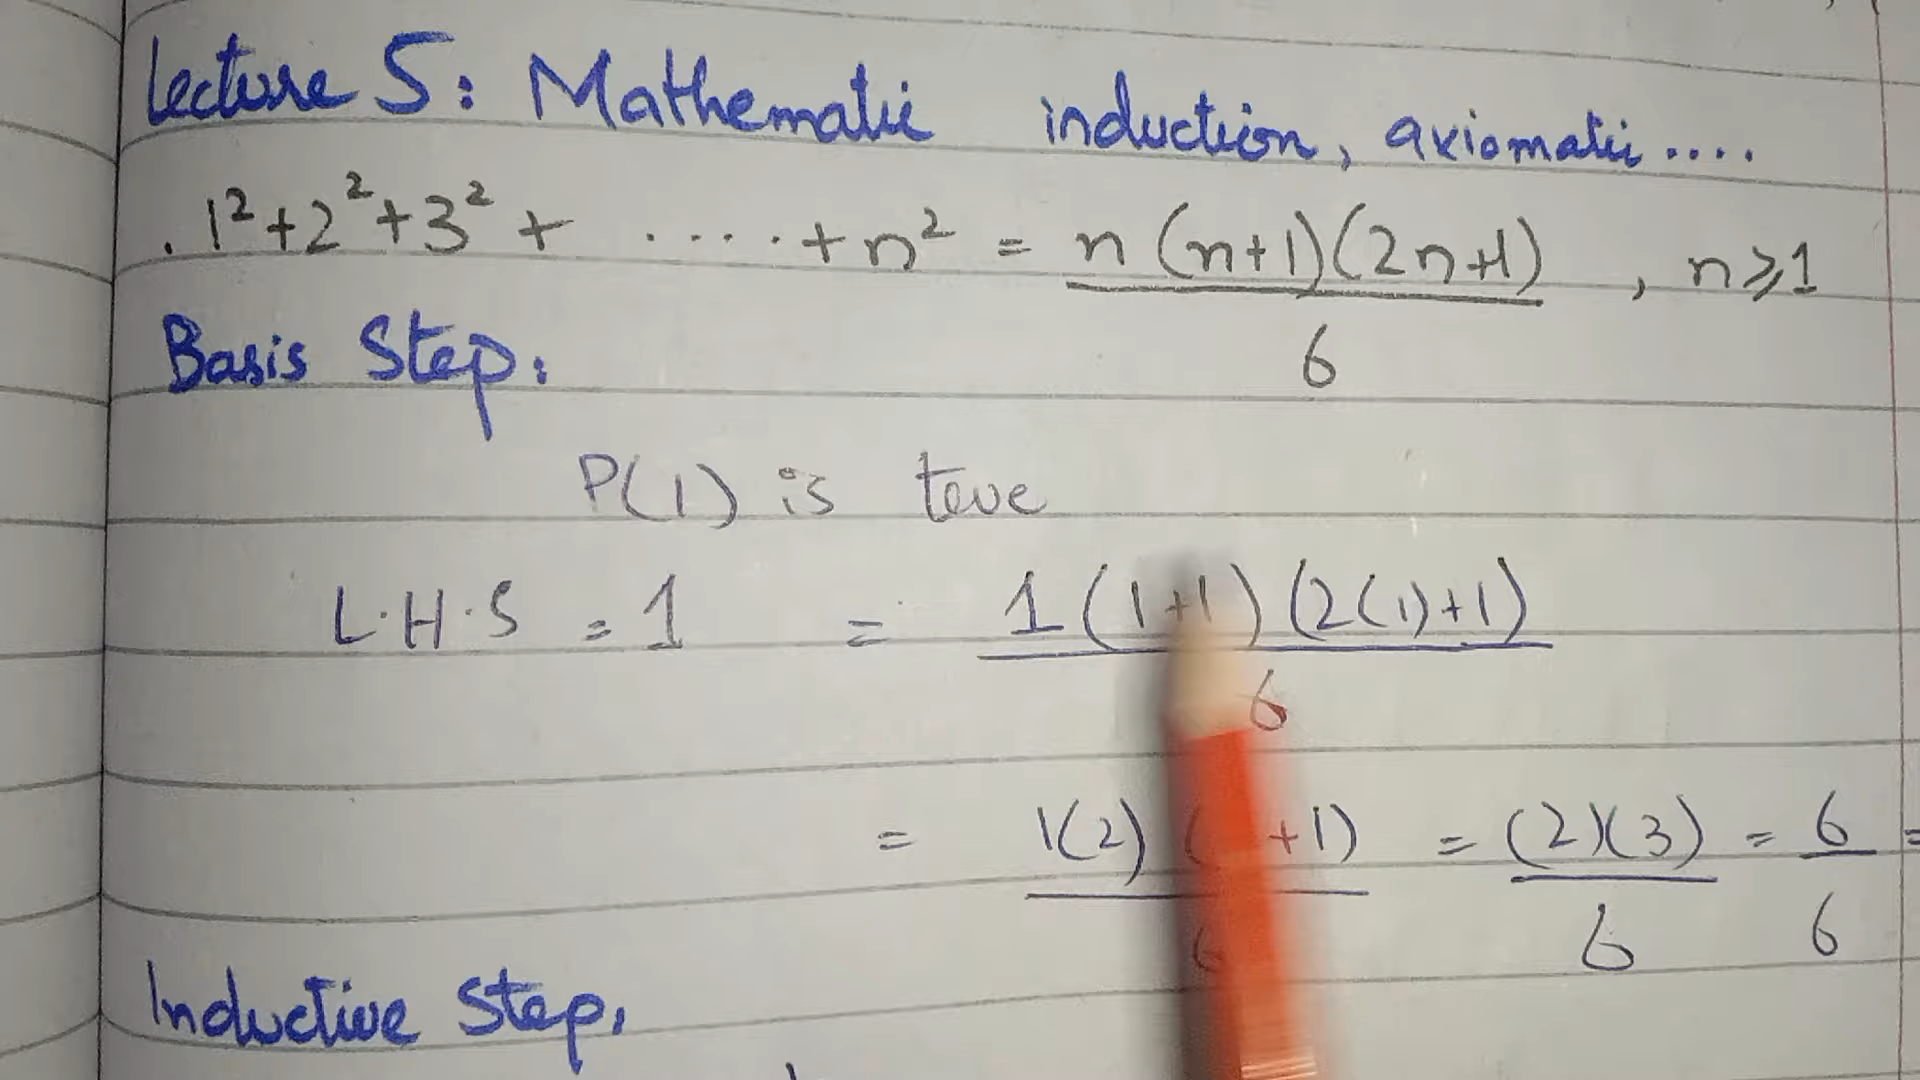 Lecture 5: Mathematic induction, axiomatic....
. 1²+2²+3²+ .....+n² = n(n+1)(2n+1) , n⩾1
6
Basis Step:
P(1) is true
L.H.S = 1 = 1(1+1)(2(1)+1)
6
= 1(2) ( +1) = (2)(3) = 6 =
6 6 6
Inductive Step: